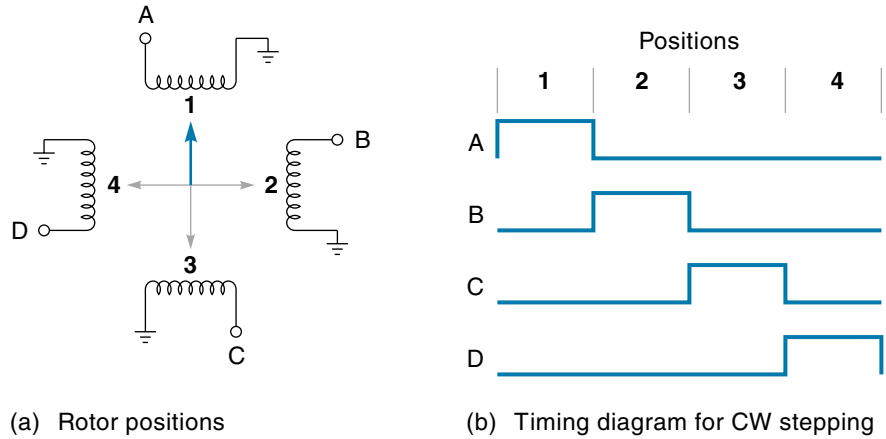 A
1
B
4
2
D
3
C
(a) Rotor positions
Positions
1 2 3 4
A
B
C
D
(b) Timing diagram for CW stepping